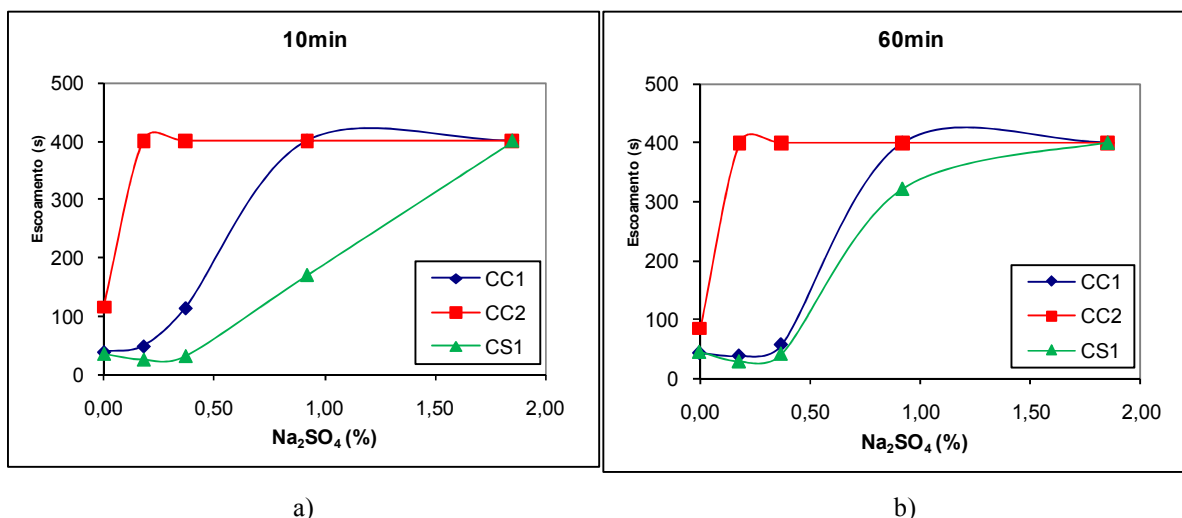 10min
500
400
300
200
100
0
Escoamento (s)
0,00 0,50 1,00 1,50 2,00
Na₂SO₄ (%)
CC1
CC2
CS1
a)
60min
500
400
300
200
100
0
Escoamento (s)
0,00 0,50 1,00 1,50 2,00
Na₂SO₄ (%)
CC1
CC2
CS1
b)